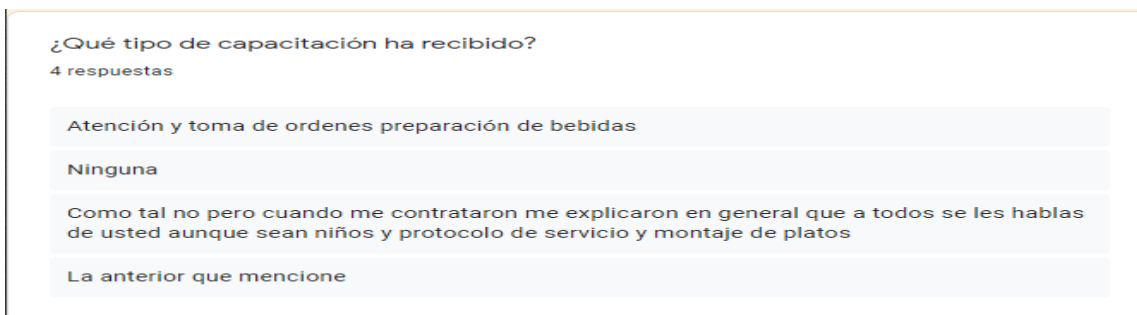 ¿Qué tipo de capacitación ha recibido?
4 respuestas
Atención y toma de ordenes preparación de bebidas
Ninguna
Como tal no pero cuando me contrataron me explicaron en general que a todos se les hablas
de usted aunque sean niños y protocolo de servicio y montaje de platos
La anterior que mencione